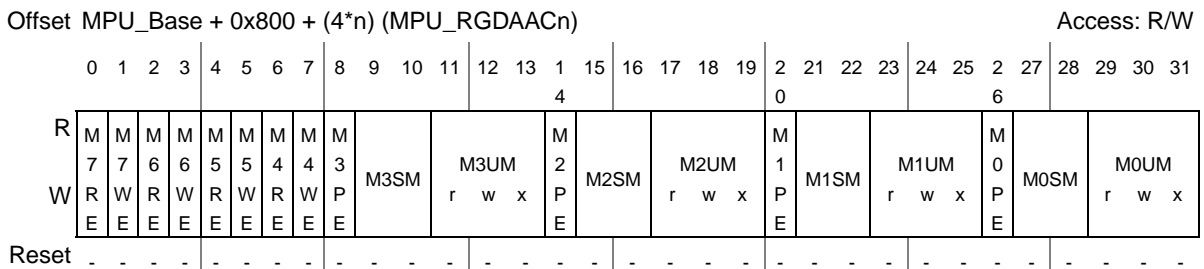 Offset MPU_Base + 0x800 + (4*n) (MPU_RGDAACn) Access: R/W
0 1 2 3 4 5 6 7 8 9 10 11 12 13 14 15 16 17 18 19 20 21 22 23 24 25 26 27 28 29 30 31
R W M7RE M7WE M6RE M6WE M5RE M5WE M4RE M4WE M3PE M3SM M3UM r w x M2PE M2SM M2UM r w x M1PE M1SM M1UM r w x M0PE M0SM M0UM r w x
Reset - - - - - - - - - - - - - - - - - - - - - - - - - - - - - - - -